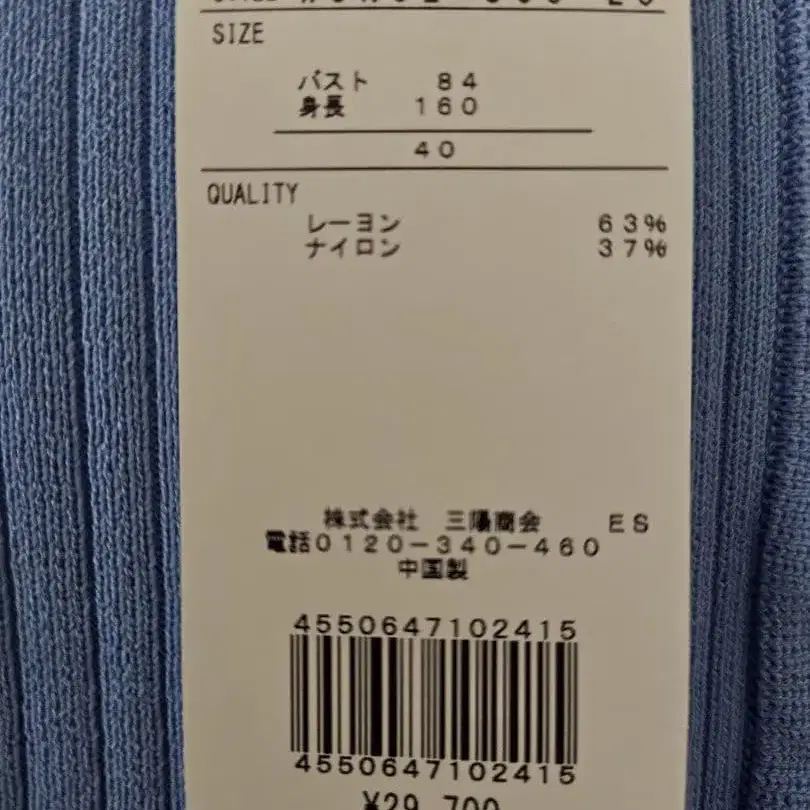 SIZE
バスト 84
身長 160
40
QUALITY
レーヨン 63%
ナイロン 37%
株式会社 三陽商会 ES
電話0120-340-460
中国製
4550647102415
4550647102415
¥29,700